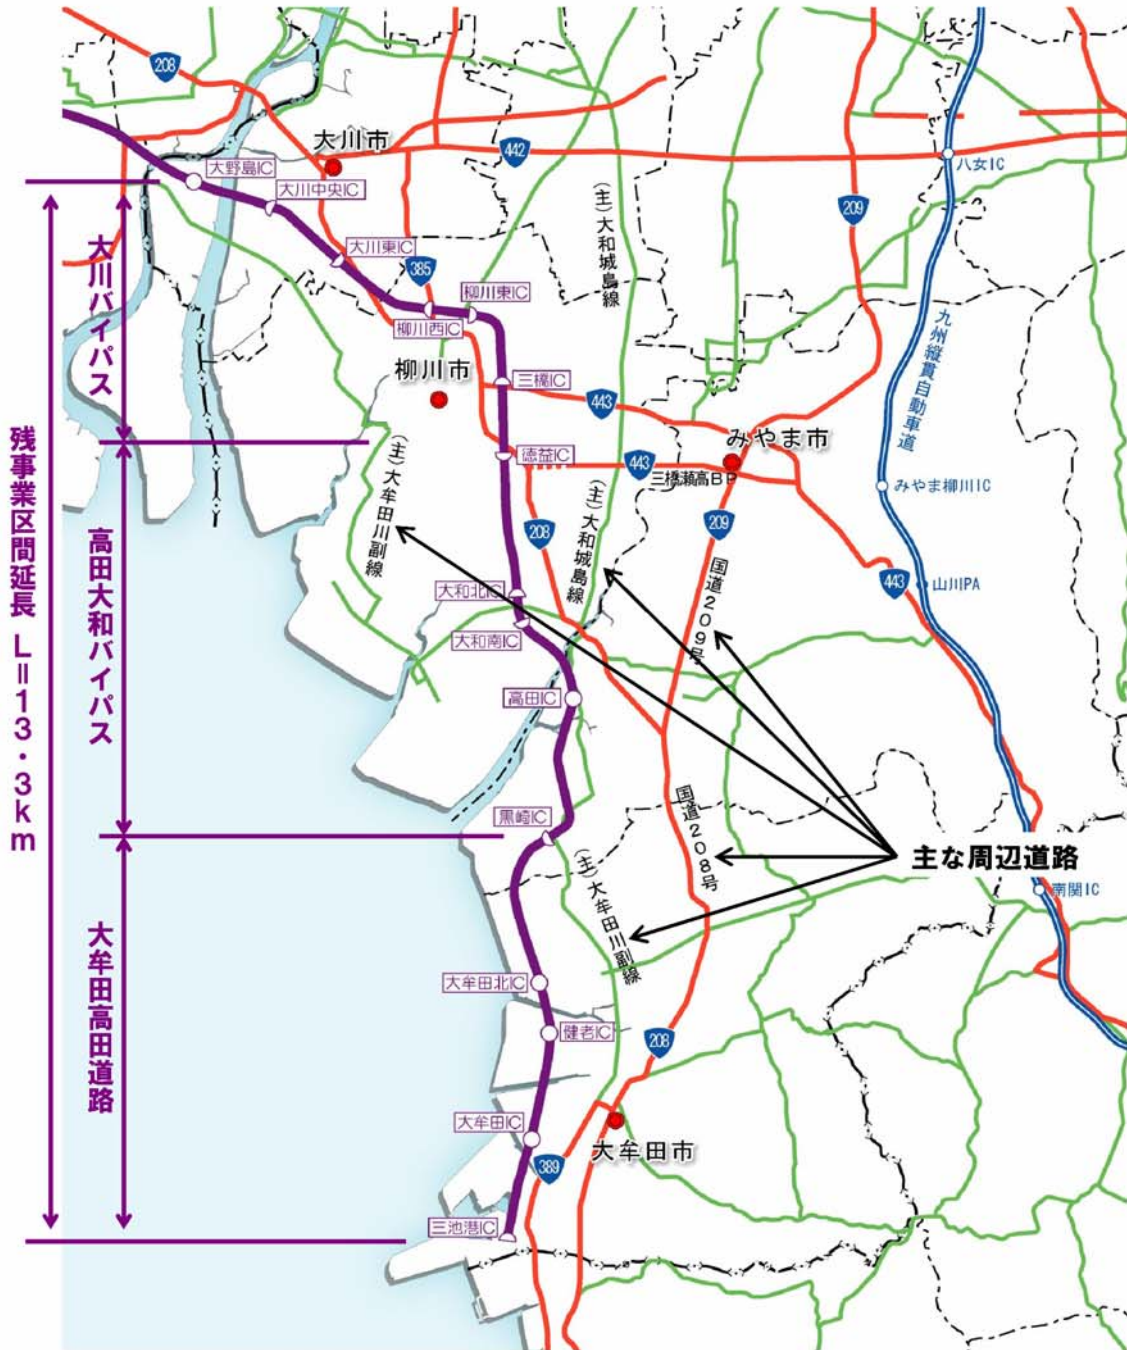 208
大川市
442
八女IC
大野島IC
大川中央IC
(主)大和城島線
209
大川バイパス
大川東IC
385
柳川東IC
柳川西IC
九州縦貫自動車道
柳川市
三橋IC
443
みやま市
残事業区間延長 L=13・3km
徳益IC
443
三橋瀬高BP
みやま柳川IC
(主)大牟田川副線
高田大和バイパス
208
(主)大和城島線
209
国道209号
443
山川PA
大和北IC
大和南IC
高田IC
国道208号
黒崎IC
主な周辺道路
(主)大牟田川副線
南関IC
大牟田高田道路
大牟田北IC
健老IC
208
大牟田IC
大牟田市
389
三池港IC